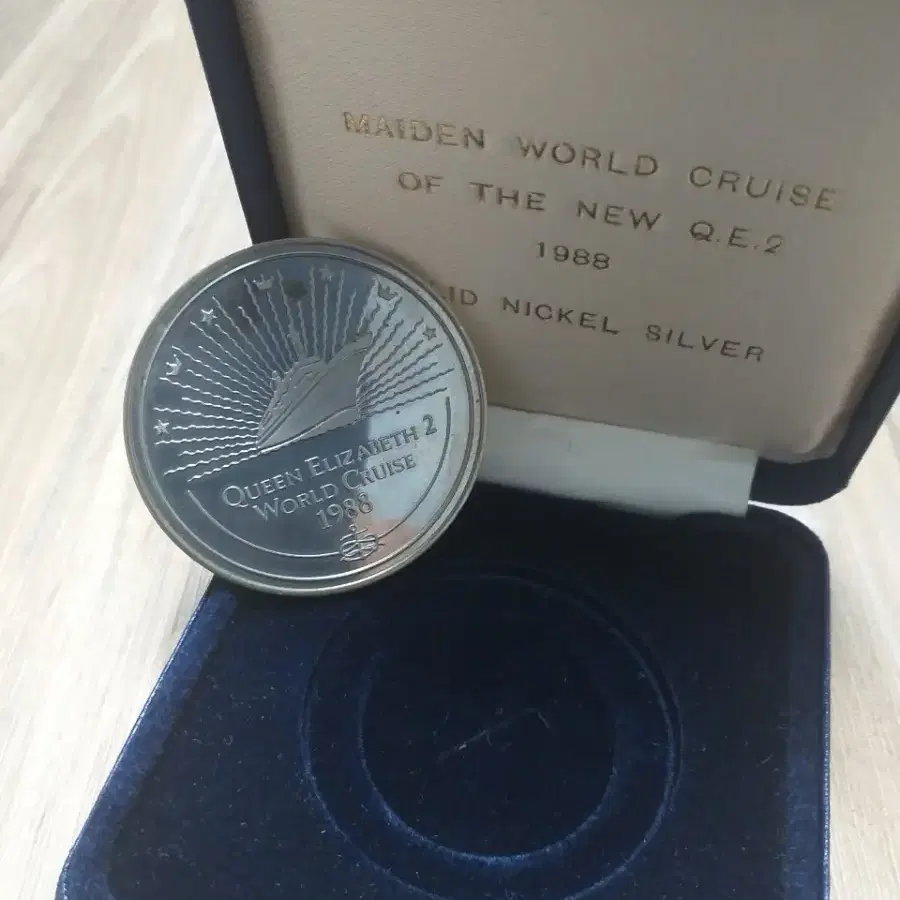 MAIDEN WORLD CRUISE
OF THE NEW Q.E.2
1988
NICKEL SILVER
QUEEN ELIZABETH 2
WORLD CRUISE
1988